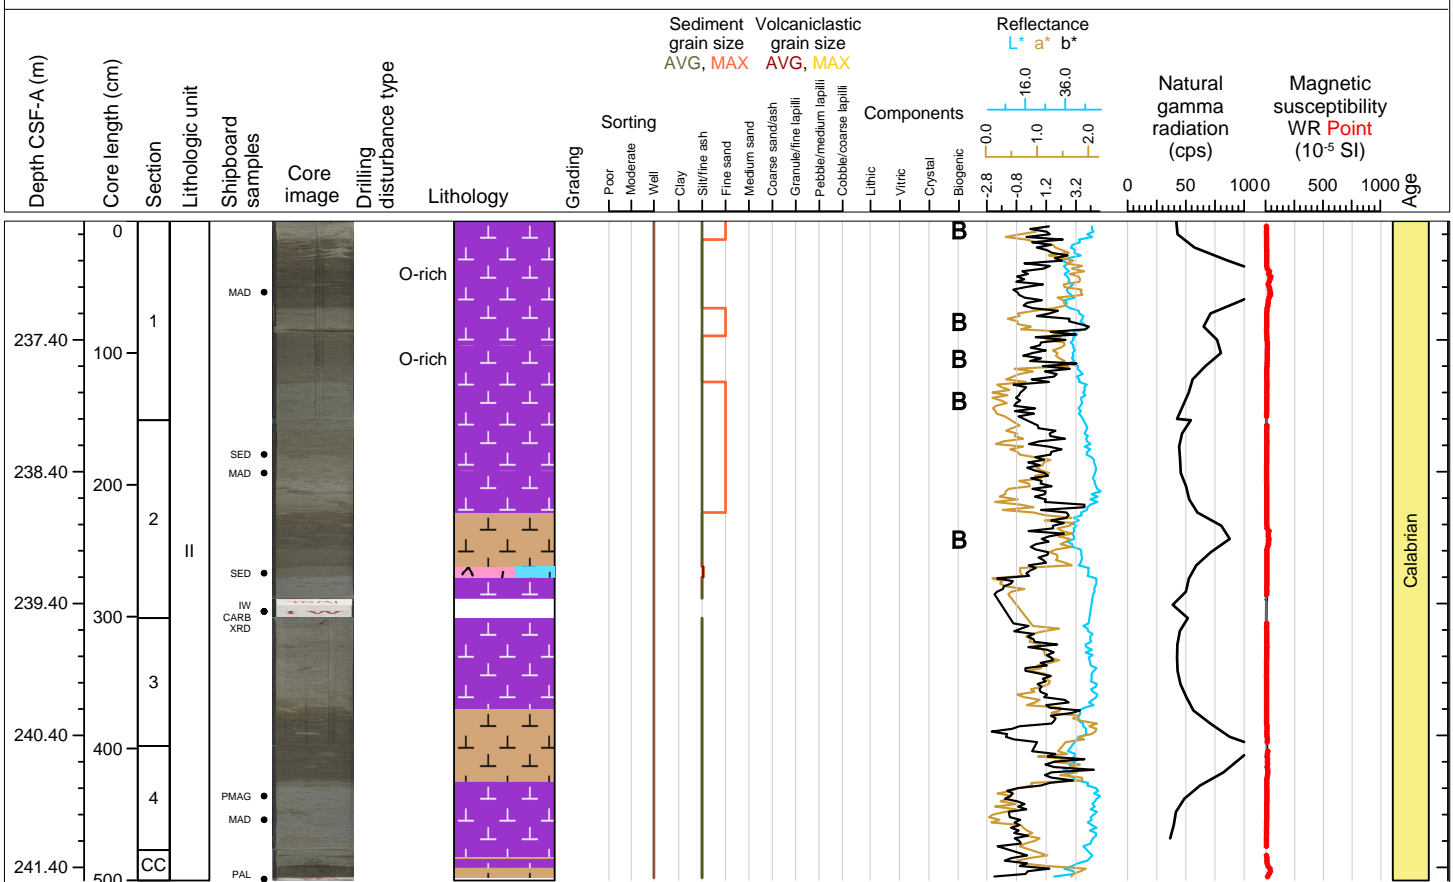 Depth CSF-A (m)
Core length (cm)
Section
Lithologic unit
Shipboard
samples
Core
image
Drilling
disturbance type
Lithology
Grading
Sorting
Poor
Moderate
Well
Sediment
grain size
AVG, MAX
Volcaniclastic
grain size
AVG, MAX
Clay
Silt/fine ash
Fine sand
Medium sand
Coarse sand/ash
Granule/fine lapilli
Pebble/medium lapilli
Cobble/coarse lapilli
Components
Lithic
Vitric
Crystal
Biogenic
Reflectance
L* a* b*
16.0 36.0
0.0 1.0 2.0
-2.8 -0.8 1.2 3.2
Natural
gamma
radiation
(cps)
0 50 100
Magnetic
susceptibility
WR Point
(10-5 SI)
0 0 500 1000
Age
0
B
O-rich
MAD
1
B
237.40
100
O-rich
B
B
SED
238.40
MAD
200
2
B
II
Calabrian
SED
239.40
IW
IW
300
CARB
XRD
3
240.40
400
4
PMAG
MAD
CC
241.40
PAL
500